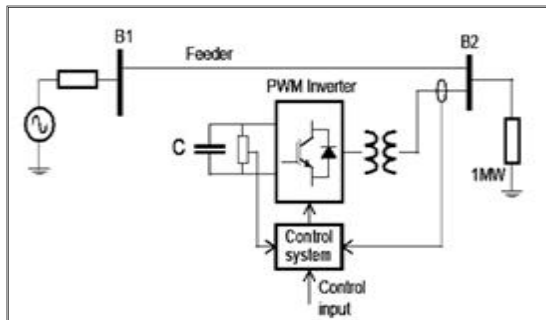 B1
B2
Feeder
PWM Inverter
C
1MW
Control
system
Control
input